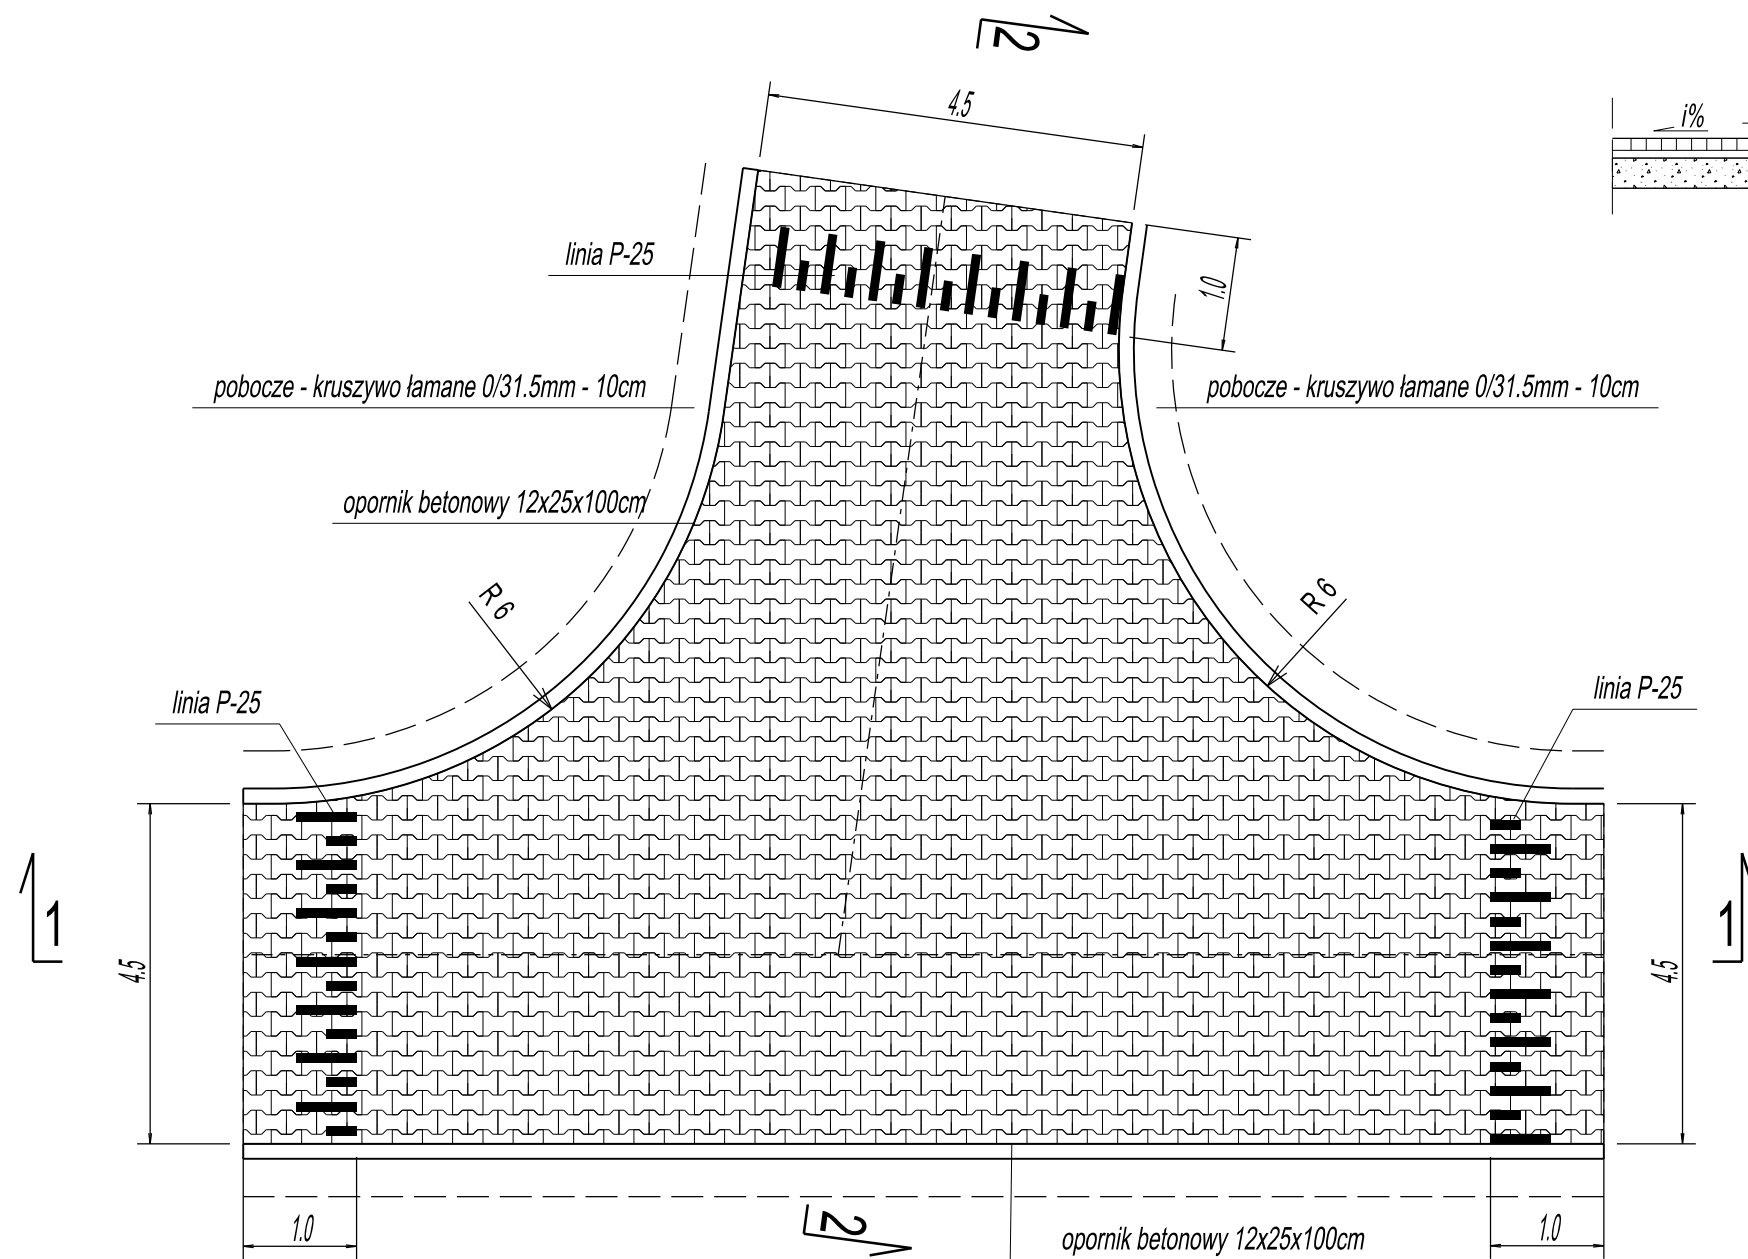 2
4.5
i%
linia P-25
1.0
pobocze - kruszywo łamane 0/31.5mm - 10cm
pobocze - kruszywo łamane 0/31.5mm - 10cm
opornik betonowy 12x25x100cm
R 6
R 6
linia P-25
linia P-25
1
1
4.5
4.5
2
1.0
opornik betonowy 12x25x100cm
1.0